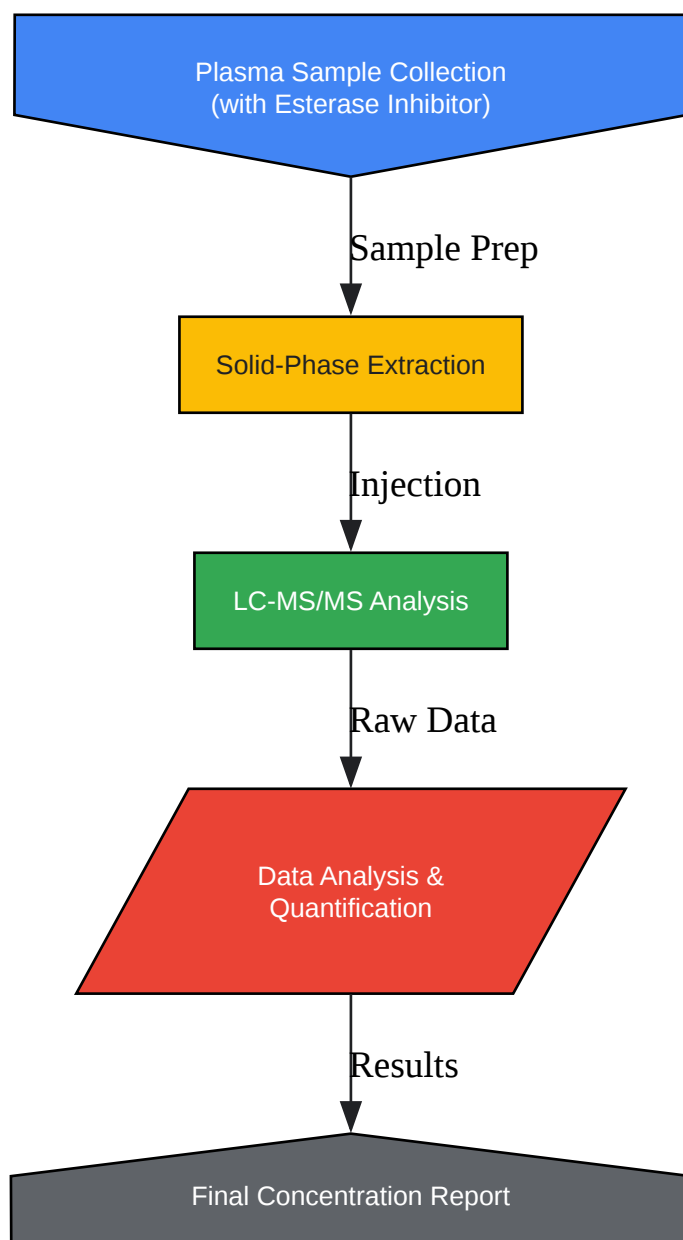 Plasma Sample Collection
(with Esterase Inhibitor)
Sample Prep
Solid-Phase Extraction
Injection
LC-MS/MS Analysis
Raw Data
Data Analysis &
Quantification
Results
Final Concentration Report